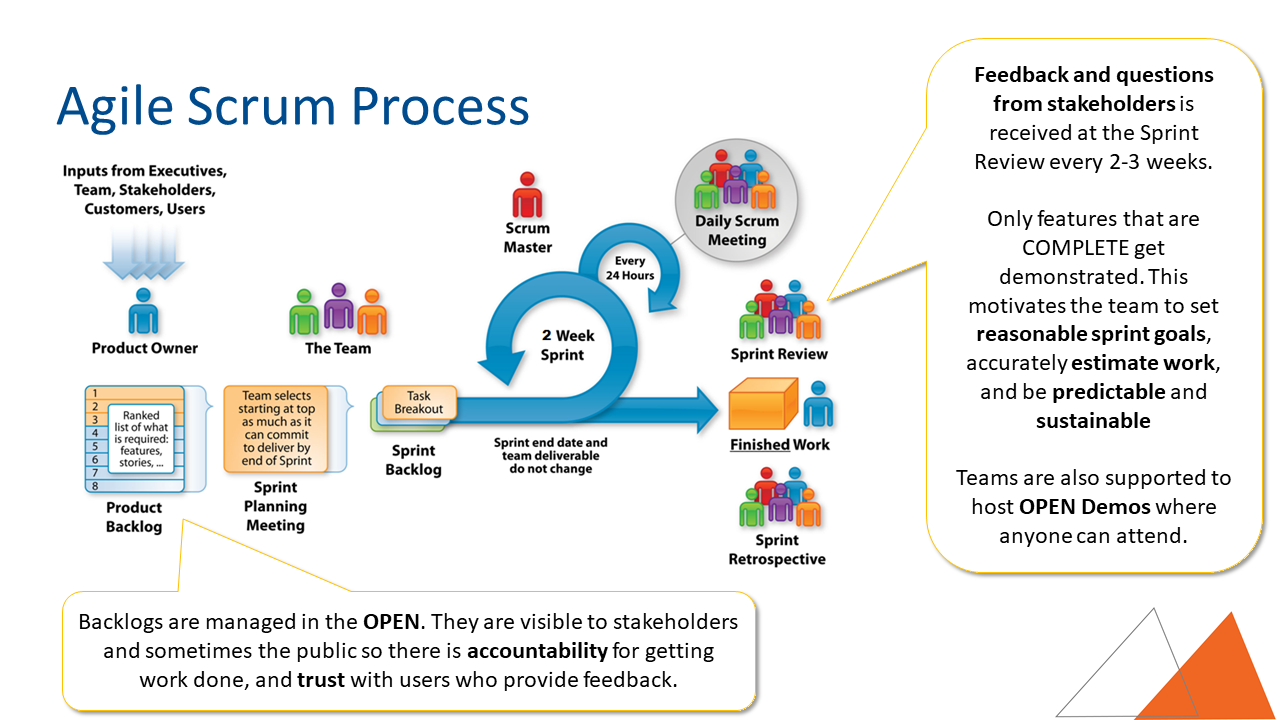 Agile Scrum Process
Inputs from Executives,
Team, Stakeholders,
Customers, Users
Product Owner
The Team
Scrum
Master
Every
24 Hours
Daily Scrum
Meeting
2 Week
Sprint
Sprint Review
1
2
3
4
5
6
7
8
Ranked
list of what
is required:
features,
stories, ...
Product
Backlog
Team selects
starting at top
as much as it
can commit
to deliver by
end of Sprint
Sprint
Planning
Meeting
Task
Breakout
Sprint
Backlog
Sprint end date and
team deliverable
do not change
Finished Work
Sprint
Retrospective
Feedback and questions
from stakeholders is
received at the Sprint
Review every 2-3 weeks.
Only features that are
COMPLETE get
demonstrated. This
motivates the team to set
reasonable sprint goals,
accurately estimate work,
and be predictable and
sustainable
Teams are also supported to
host OPEN Demos where
anyone can attend.
Backlogs are managed in the OPEN. They are visible to stakeholders
and sometimes the public so there is accountability for getting
work done, and trust with users who provide feedback.